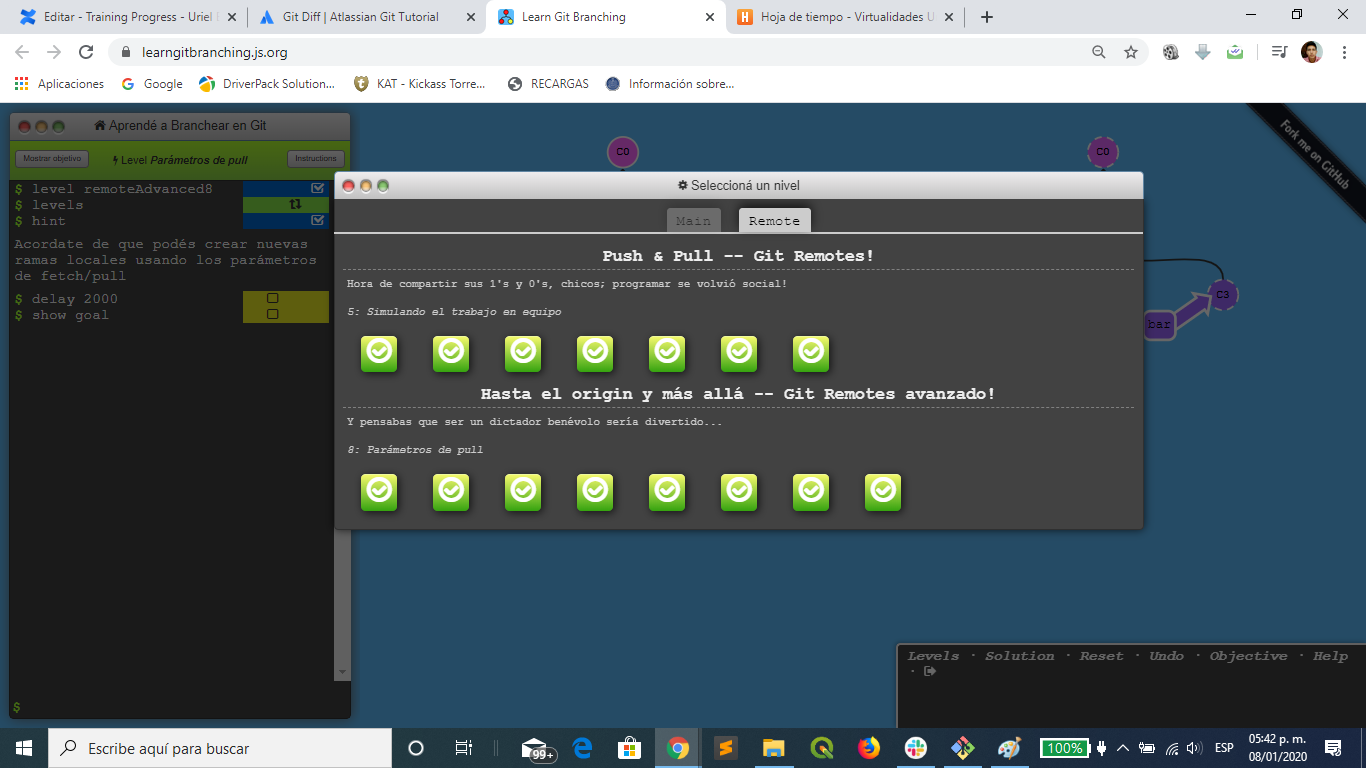 Editar - Training Progress - Uriel
Git Diff | Atlassian Git Tutorial
Learn Git Branching
Hoja de tiempo - Virtualidades U
learngitbranching.js.org
Aplicaciones
Google
DriverPack Solution...
KAT - Kickass Torre...
RECARGAS
Información sobre...
Aprendé a Branchear en Git
Mostrar objetivo
Level Parámetros de pull
Instructions
$ level remoteAdvanced8
$ levels
$ hint
Acordate de que podés crear nuevas
ramas locales usando los parámetros
de fetch/pull
$ delay 2000
$ show goal
$
C0
C0
Fork me on GitHub
C3
bar
Seleccioná un nivel
Main
Remote
Push & Pull -- Git Remotes!
Hora de compartir sus 1's y 0's, chicos; programar se volvió social!
5: Simulando el trabajo en equipo
Hasta el origin y más allá -- Git Remotes avanzado!
Y pensabas que ser un dictador benévolo sería divertido...
8: Parámetros de pull
Levels · Solution · Reset · Undo · Objective · Help
·
Escribe aquí para buscar
99+
100%
ESP
05:42 p. m.
08/01/2020